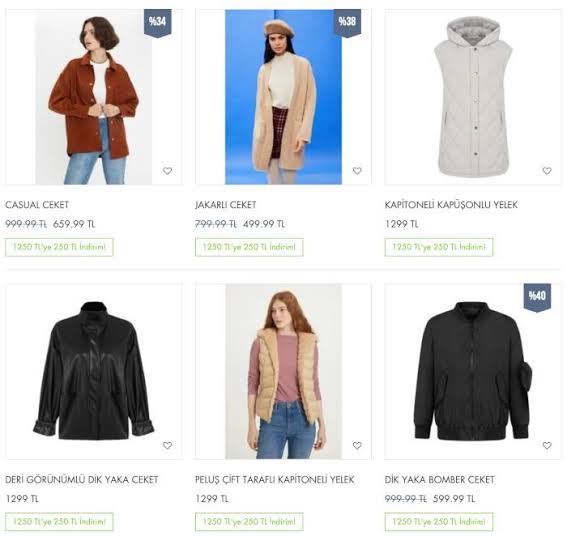 %34
%38
CASUAL CEKET
999.99 TL 659.99 TL
1250 TL'ye 250 TL İndirim!
JAKARLI CEKET
799.99 TL 499.99 TL
1250 TL'ye 250 TL İndirim!
KAPİTONELİ KAPÜŞONLU YELEK
1299 TL
1250 TL'ye 250 TL İndirim!
%40
DERİ GÖRÜNÜMLÜ DİK YAKA CEKET
1299 TL
1250 TL'ye 250 TL İndirim!
PELUŞ ÇİFT TARAFLI KAPİTONELİ YELEK
1299 TL
1250 TL'ye 250 TL İndirim!
DİK YAKA BOMBER CEKET
999.99 TL 599.99 TL
1250 TL'ye 250 TL İndirim!